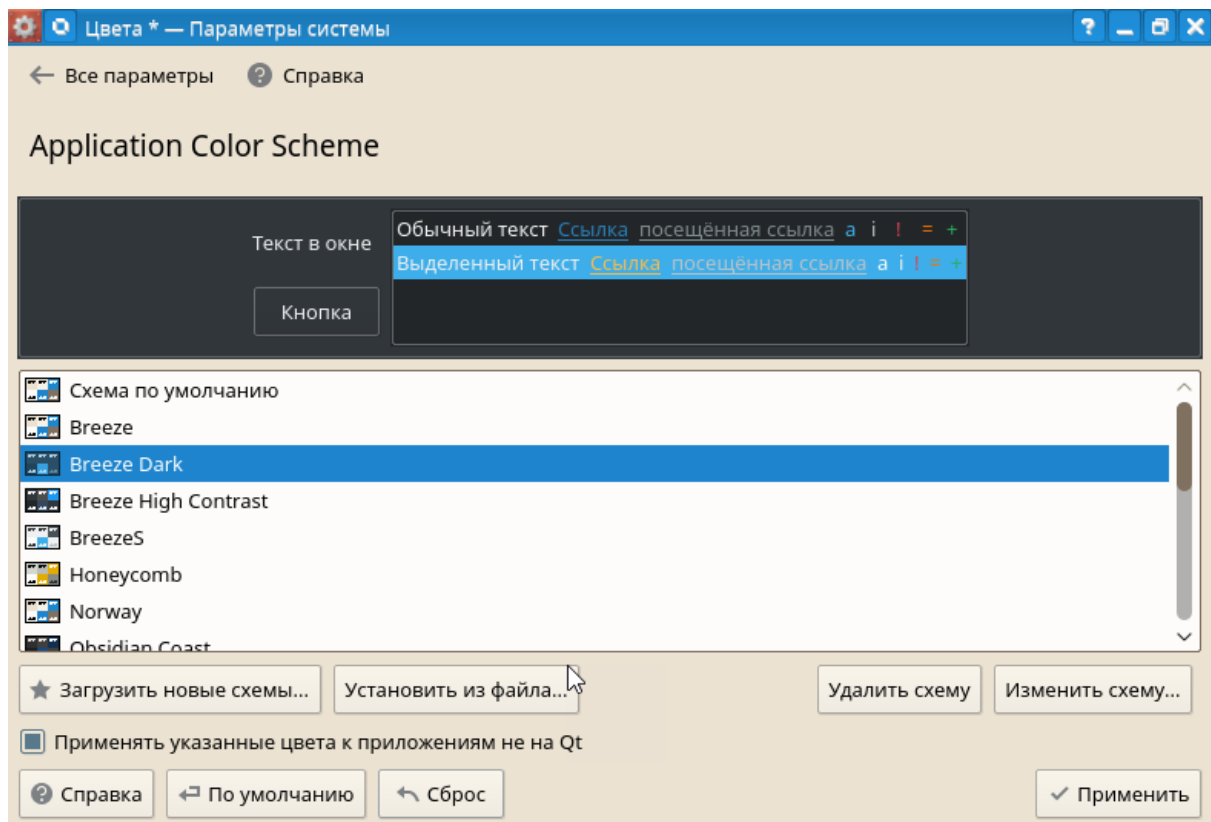 Цвета * — Параметры системы
Все параметры Справка
Application Color Scheme
Текст в окне
Обычный текст Ссылка посещённая ссылка a i ! = +
Выделенный текст Ссылка посещённая ссылка a i ! = +
Кнопка
Схема по умолчанию
Breeze
Breeze Dark
Breeze High Contrast
BreezeS
Honeycomb
Norway
Obsidian Coast
Загрузить новые схемы... Установить из файла... Удалить схему Изменить схему...
Применять указанные цвета к приложениям не на Qt
Справка По умолчанию Сброс Применить